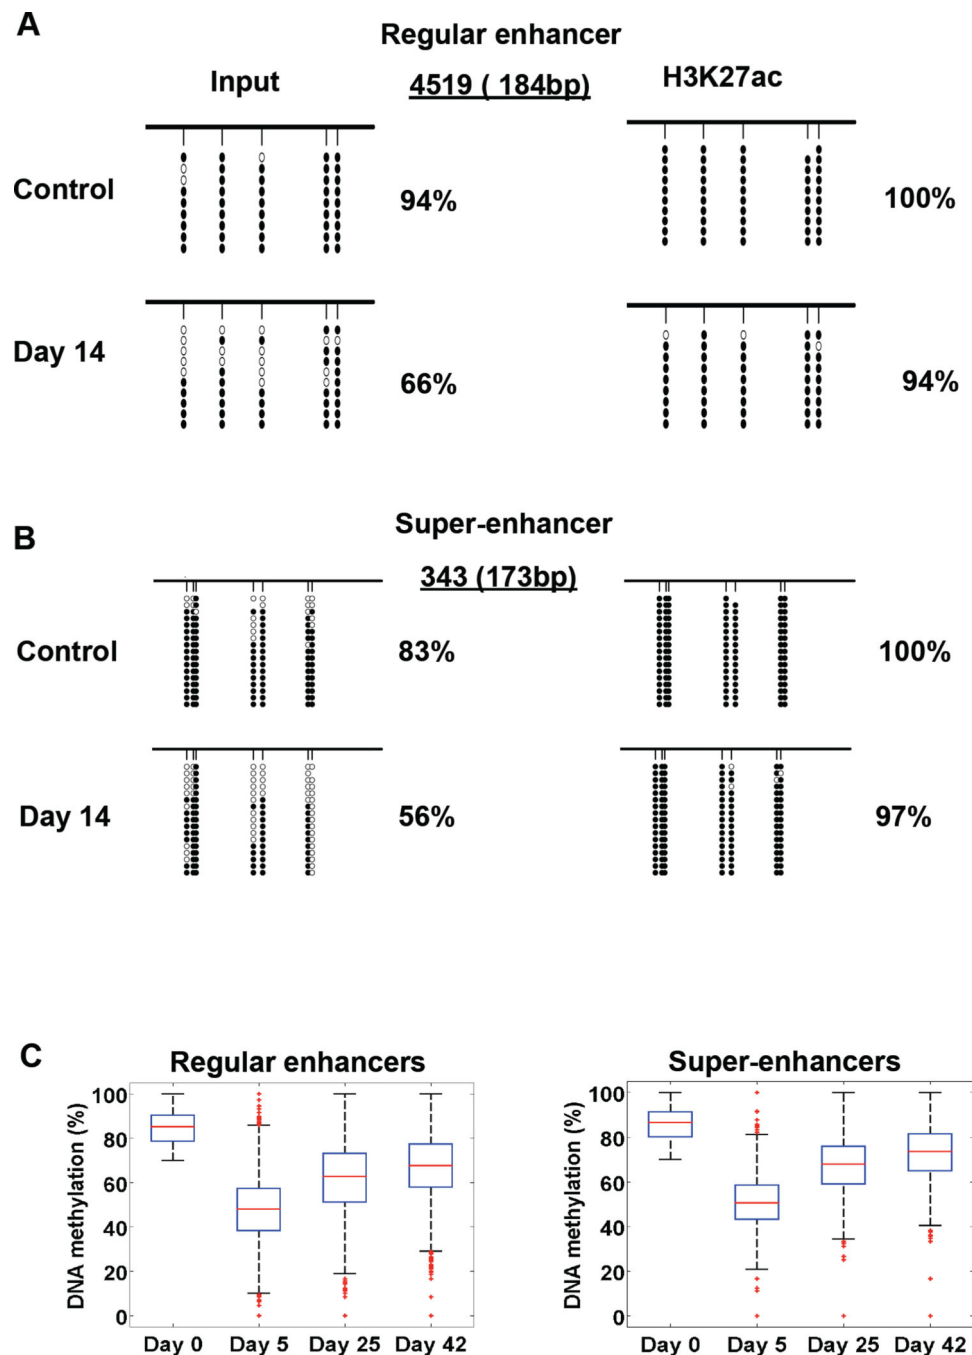 A
Regular enhancer
Input
4519 ( 184bp)
H3K27ac
Control
94%
100%
Day 14
66%
94%
B
Super-enhancer
343 (173bp)
Control
83%
100%
Day 14
56%
97%
C
Regular enhancers
DNA methylation (%)
100
80
60
40
20
0
Day 0 Day 5 Day 25 Day 42
Super-enhancers
DNA methylation (%)
100
80
60
40
20
0
Day 0 Day 5 Day 25 Day 42